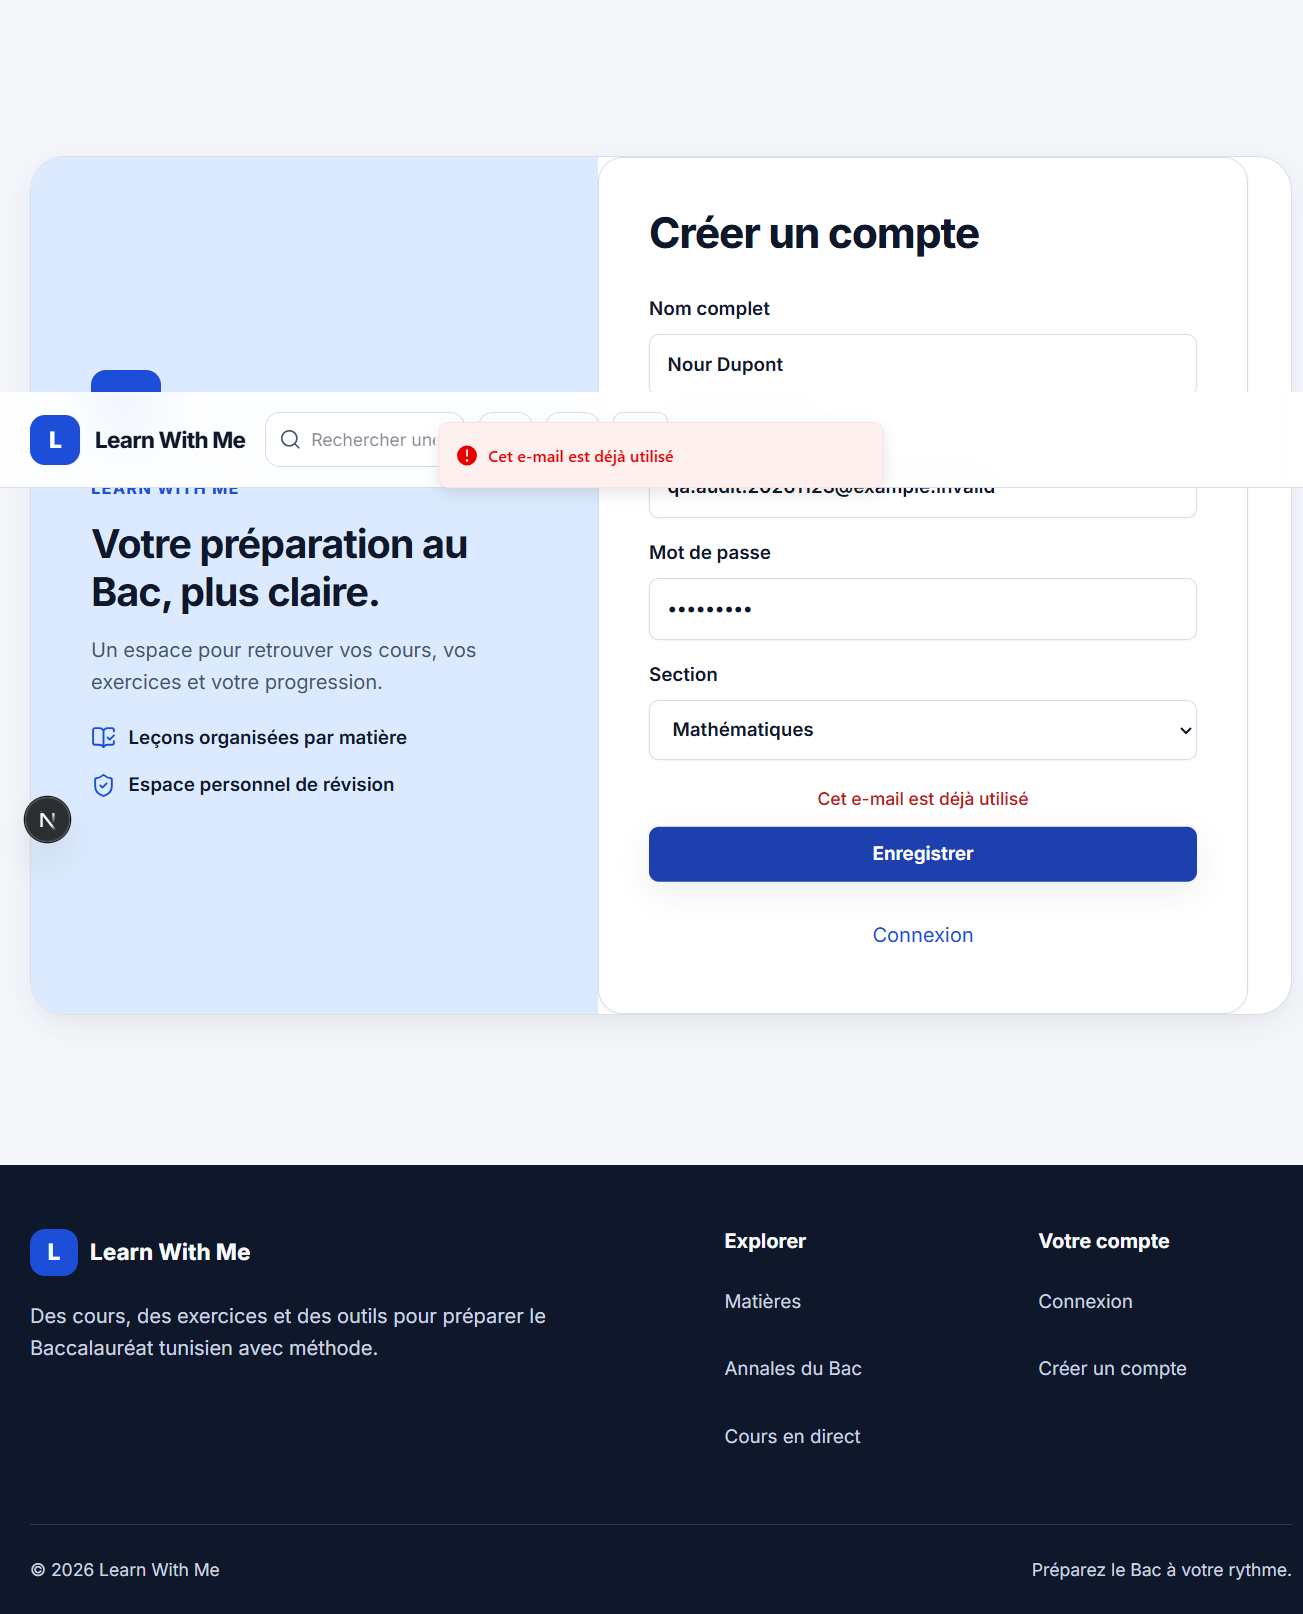 Créer un compte
Nom complet
Nour Dupont
L
Learn With Me
Rechercher une
Cet e-mail est déjà utilisé
LEARN WITH ME
Votre préparation au
Bac, plus claire.
Un espace pour retrouver vos cours, vos
exercices et votre progression.
Leçons organisées par matière
Espace personnel de révision
N
Mot de passe
•••••••••
Section
Mathématiques
Cet e-mail est déjà utilisé
Enregistrer
Connexion
L
Learn With Me
Des cours, des exercices et des outils pour préparer le
Baccalauréat tunisien avec méthode.
Explorer
Matières
Annales du Bac
Cours en direct
Votre compte
Connexion
Créer un compte
© 2026 Learn With Me
Préparez le Bac à votre rythme.